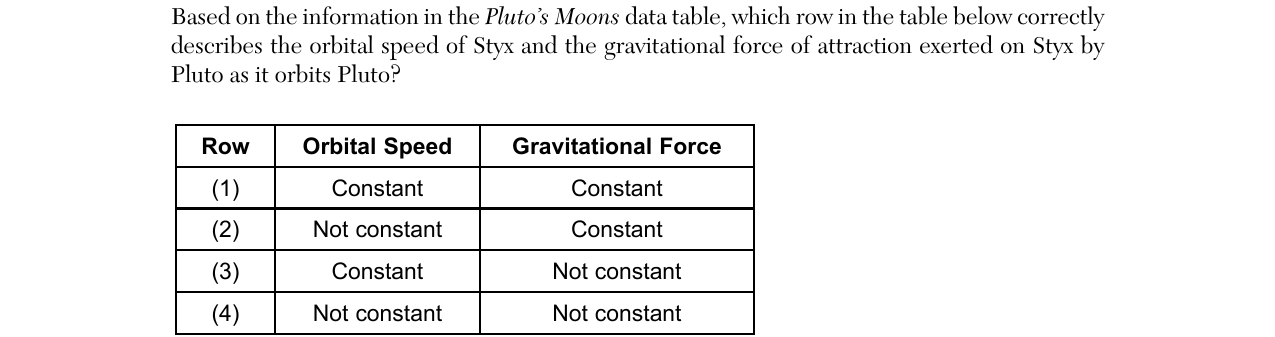 Based on the information in the Pluto’s Moons data table, which row in the table below correctly
describes the orbital speed of Styx and the gravitational force of attraction exerted on Styx by
Pluto as it orbits Pluto?
Row Orbital Speed Gravitational Force
(1) Constant Constant
(2) Not constant Constant
(3) Constant Not constant
(4) Not constant Not constant